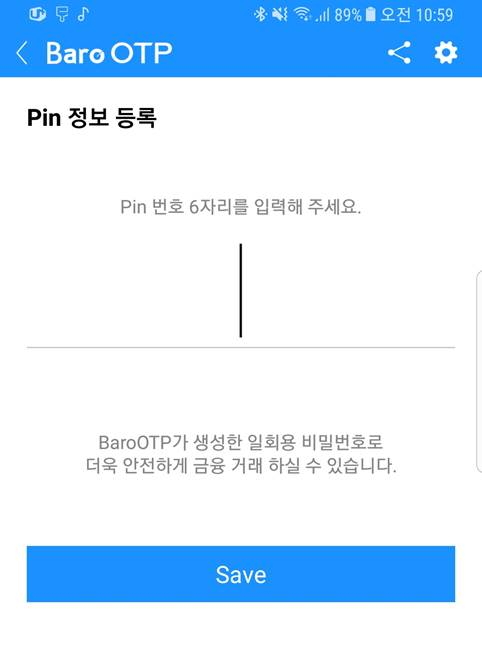 89% 오전 10:59
Baro OTP
Pin 정보 등록
Pin 번호 6자리를 입력해 주세요.
BaroOTP가 생성한 일회용 비밀번호로
더욱 안전하게 금융 거래 하실 수 있습니다.
Save